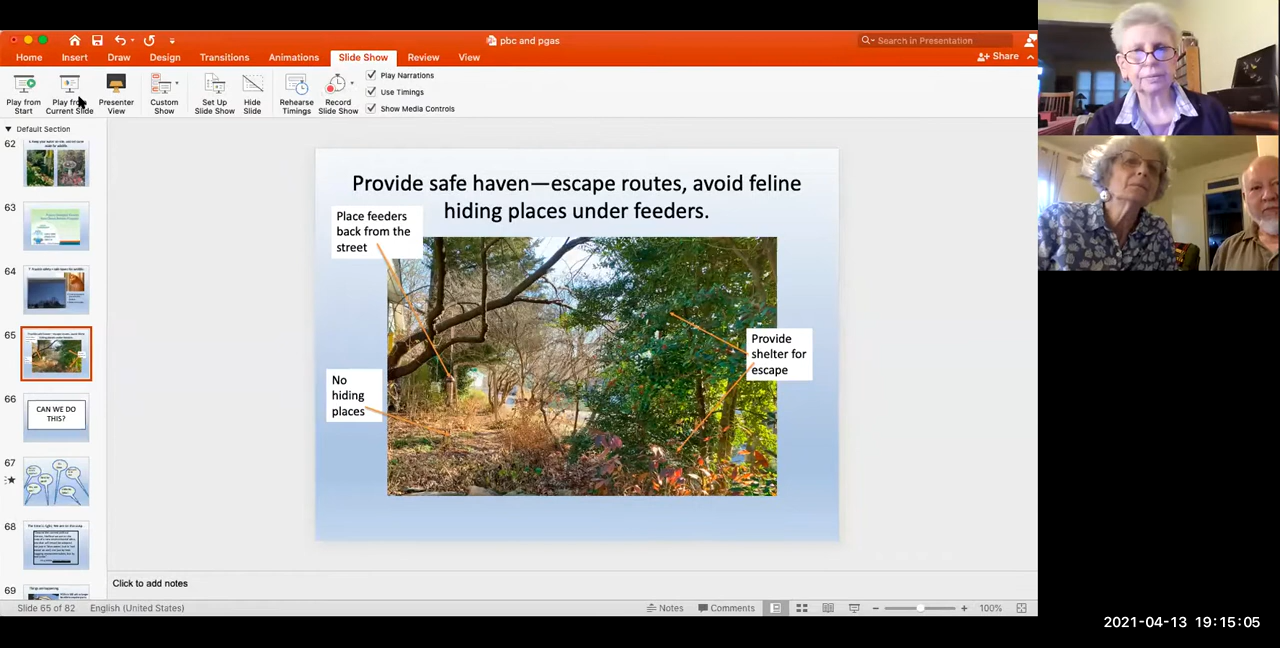 pbc and pgas
Search in Presentation
Home Insert Draw Design Transitions Animations Slide Show Review View
Share
Play from Start
Play from Current Slide
Presenter View
Custom Show
Set Up Slide Show
Hide Slide
Rehearse Timings
Record Slide Show
Play Narrations
Use Timings
Show Media Controls
Default Section
62
63
64
65
66
CAN WE DO
THIS?
67
68
69
Provide safe haven—escape routes, avoid feline
hiding places under feeders.
Place feeders
back from the
street
No
hiding
places
Provide
shelter for
escape
Click to add notes
Slide 65 of 82
English (United States)
Notes
Comments
100%
2021-04-13 19:15:05